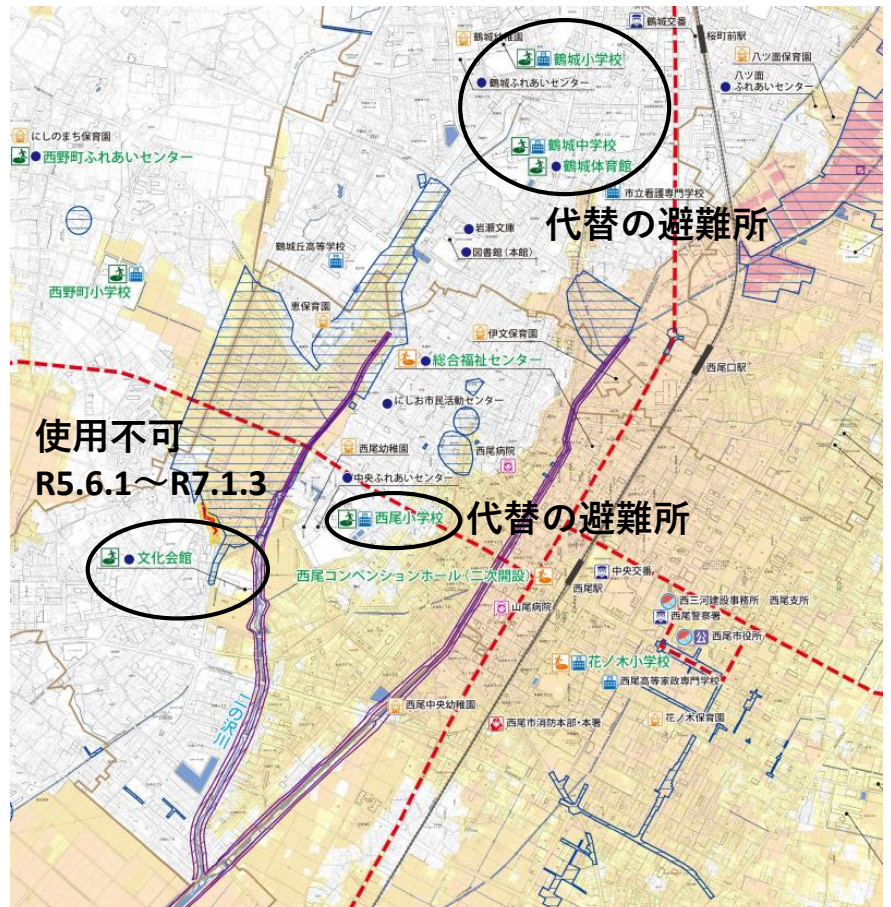 鶴城交番
桜町前駅
鶴城幼稚園
鶴城小学校
八ツ面保育園
鶴城ふれあいセンター
八ツ面
ふれあいセンター
にしのまち保育園
西野町ふれあいセンター
鶴城中学校
鶴城体育館
市立看護専門学校
代替の避難所
岩瀬文庫
鶴城丘高等学校
図書館(本館)
西野町小学校
恵保育園
伊文保育園
総合福祉センター
西尾口駅
にしお市民活動センター
使用不可
R5.6.1~R7.1.3
西尾幼稚園
西尾病院
中央ふれあいセンター
西尾小学校
代替の避難所
文化会館
西尾コンベンションホール(二次開設)
西尾駅
中央交番
山尾病院
西三河建設事務所 西尾支所
西尾警察署
公
西尾市役所
花ノ木小学校
西尾高等家政専門学校
二の沢川
西尾中央幼稚園
西尾市消防本部・本署
花ノ木保育園